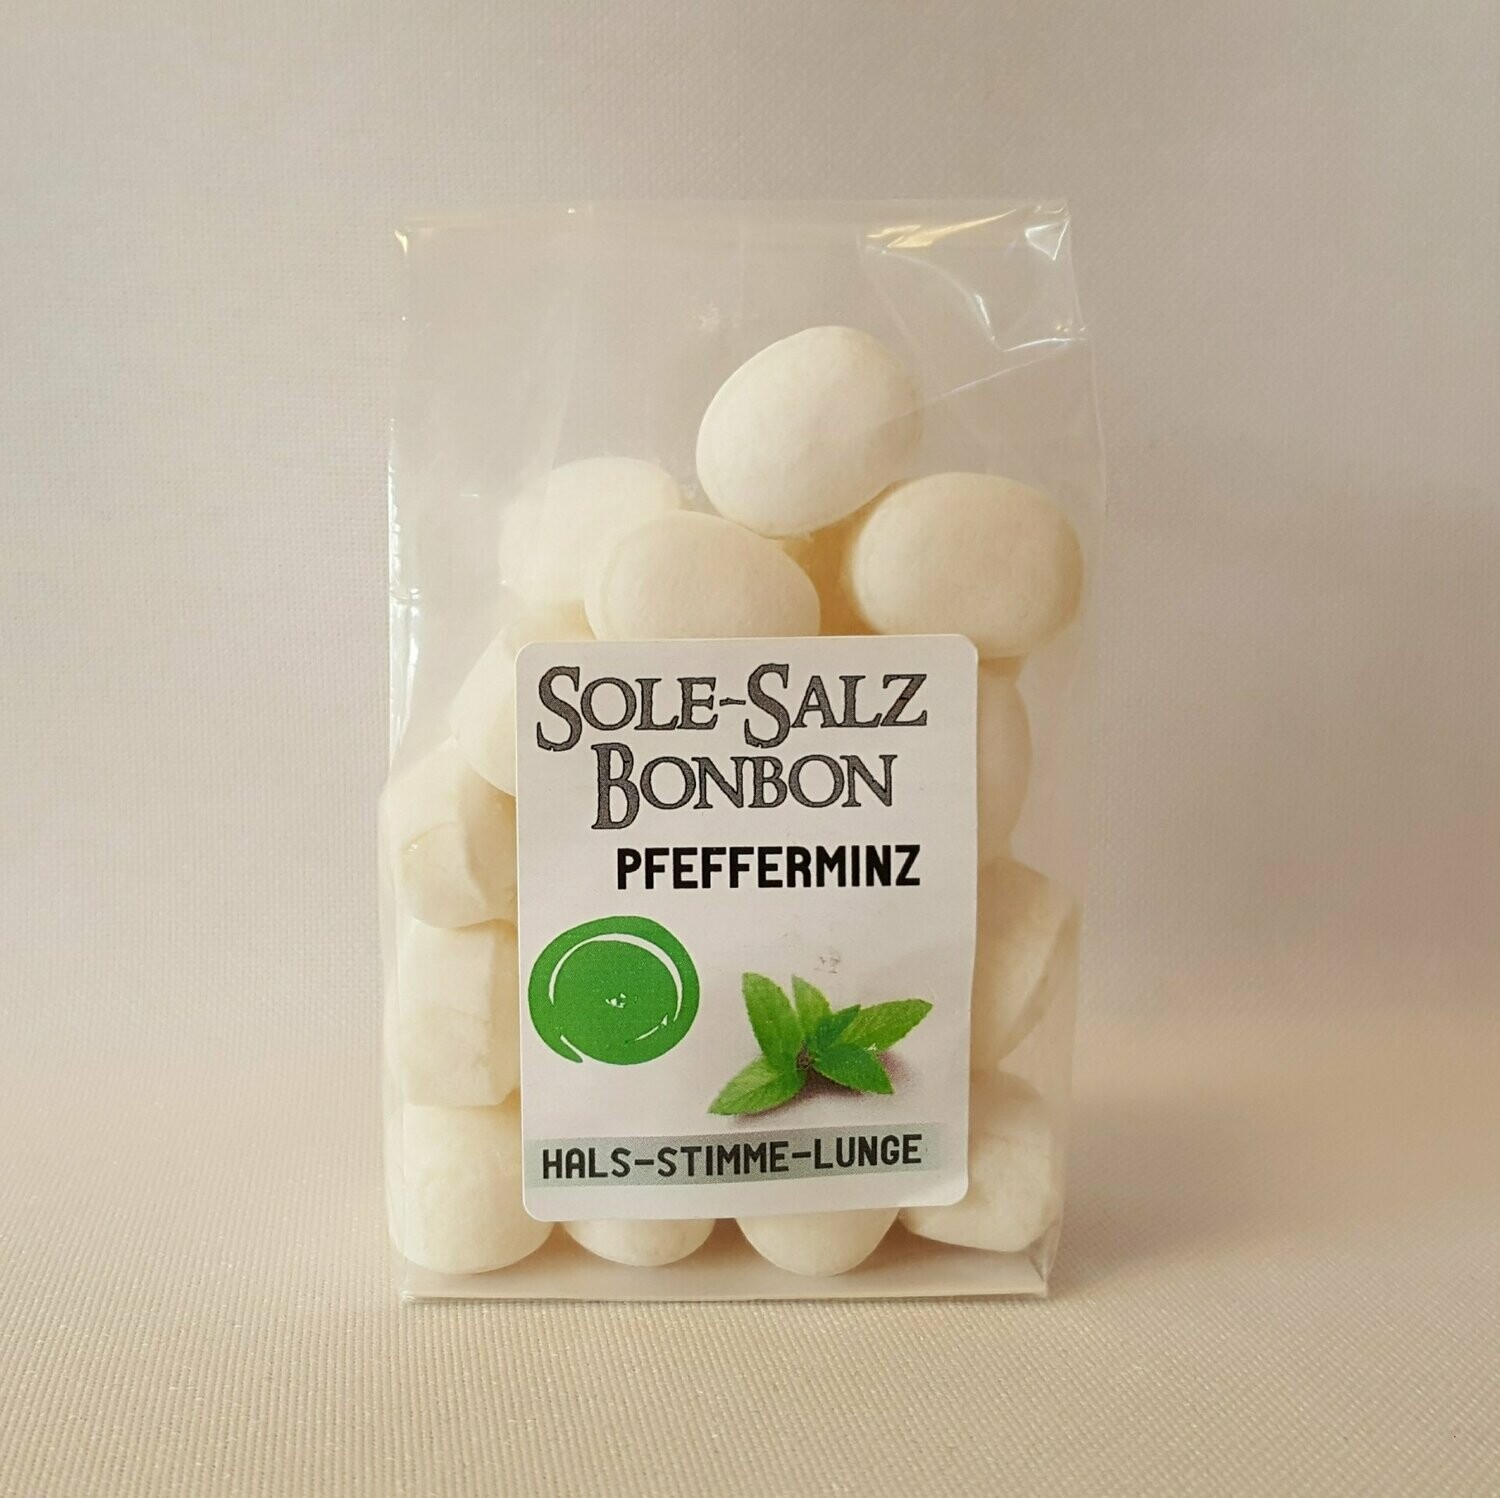 SOLE-SALZ
BONBON
PFEFFERMINZ
HALS-STIMME-LUNGE